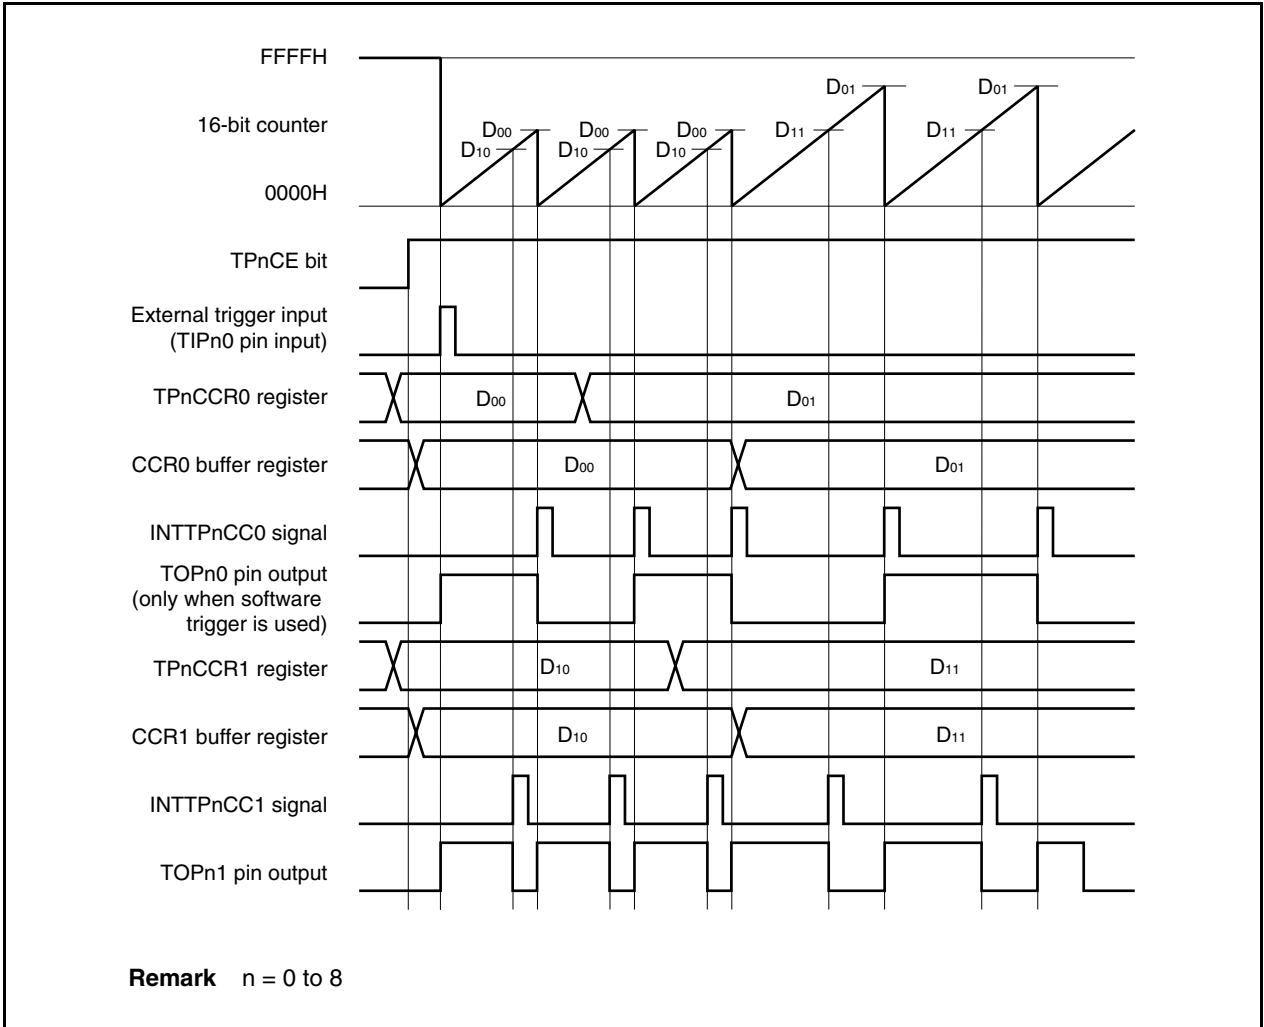 FFFFH
D01 D01
16-bit counter
D00 D00 D00 D11 D11
D10 D10 D10
0000H
TPnCE bit
External trigger input
(TIPn0 pin input)
TPnCCR0 register
D00 D01
CCR0 buffer register
D00 D01
INTTPnCC0 signal
TOPn0 pin output
(only when software
trigger is used)
TPnCCR1 register
D10 D11
CCR1 buffer register
D10 D11
INTTPnCC1 signal
TOPn1 pin output
Remark n = 0 to 8